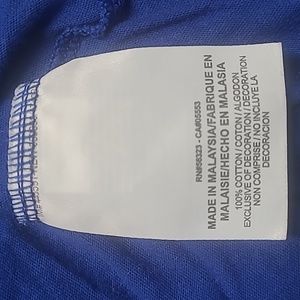 RN#58323 - CA#05553
MADE IN MALAYSIA/FABRIQUE EN
MALAISIE/HECHO EN MALASIA
100% COTTON / COTON / ALGODON
EXCLUSIVE OF DECORATION / DECORATION
NON COMPRISE / NO INCLUYE LA
DECORACION